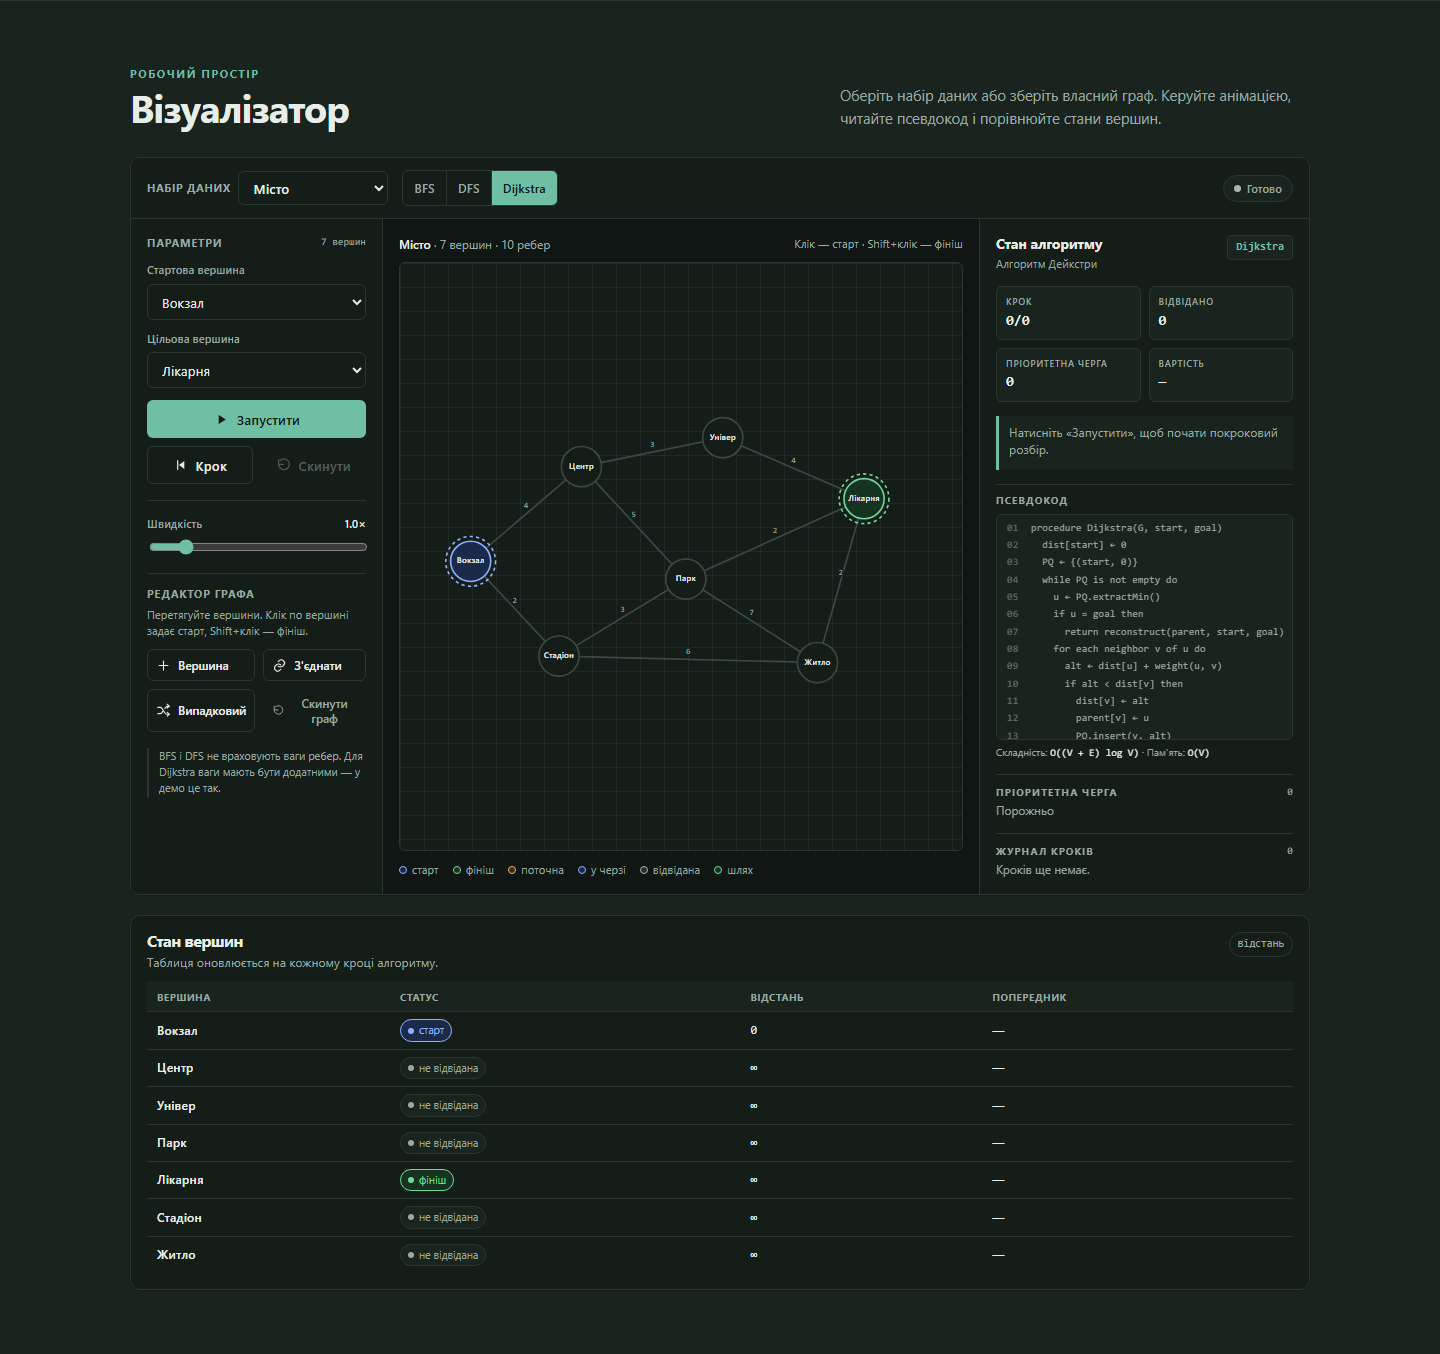 РОБОЧИЙ ПРОСТІР
Візуалізатор
Оберіть набір даних або зберіть власний граф. Керуйте анімацією,
читайте псевдокод і порівнюйте стани вершин.
НАБІР ДАНИХ
Місто
BFS
DFS
Dijkstra
Готово
ПАРАМЕТРИ
7 вершин
Стартова вершина
Вокзал
Цільова вершина
Лікарня
Запустити
Крок
Скинути
Швидкість
1.0×
РЕДАКТОР ГРАФА
Перетягуйте вершини. Клік по вершині
задає старт, Shift+клік — фініш.
Вершина
З'єднати
Випадковий
Скинути
граф
BFS і DFS не враховують ваги ребер. Для
Dijkstra ваги мають бути додатними — у
демо це так.
Місто · 7 вершин · 10 ребер
Клік — старт · Shift+клік — фініш
Універ
3
Центр
4
Лікарня
4
5
2
Вокзал
2
Парк
2
3
7
Стадіон
6
Житло
старт
фініш
поточна
у черзі
відвідана
шлях
Стан алгоритму
Dijkstra
Алгоритм Дейкстри
КРОК
0/0
ВІДВІДАНО
0
ПРІОРИТЕТНА ЧЕРГА
0
ВАРТІСТЬ
—
Натисніть «Запустити», щоб почати покроковий
розбір.
ПСЕВДОКОД
01 procedure Dijkstra(G, start, goal)
02 dist[start] ← 0
03 PQ ← {(start, 0)}
04 while PQ is not empty do
05 u ← PQ.extractMin()
06 if u = goal then
07 return reconstruct(parent, start, goal)
08 for each neighbor v of u do
09 alt ← dist[u] + weight(u, v)
10 if alt < dist[v] then
11 dist[v] ← alt
12 parent[v] ← u
13 PQ.insert(v, alt)
Складність: O((V + E) log V) · Пам'ять: O(V)
ПРІОРИТЕТНА ЧЕРГА
0
Порожньо
ЖУРНАЛ КРОКІВ
0
Кроків ще немає.
Стан вершин
відстань
Таблиця оновлюється на кожному кроці алгоритму.
ВЕРШИНА СТАТУС ВІДСТАНЬ ПОПЕРЕДНИК
Вокзал старт 0 —
Центр не відвідана ∞ —
Універ не відвідана ∞ —
Парк не відвідана ∞ —
Лікарня фініш ∞ —
Стадіон не відвідана ∞ —
Житло не відвідана ∞ —